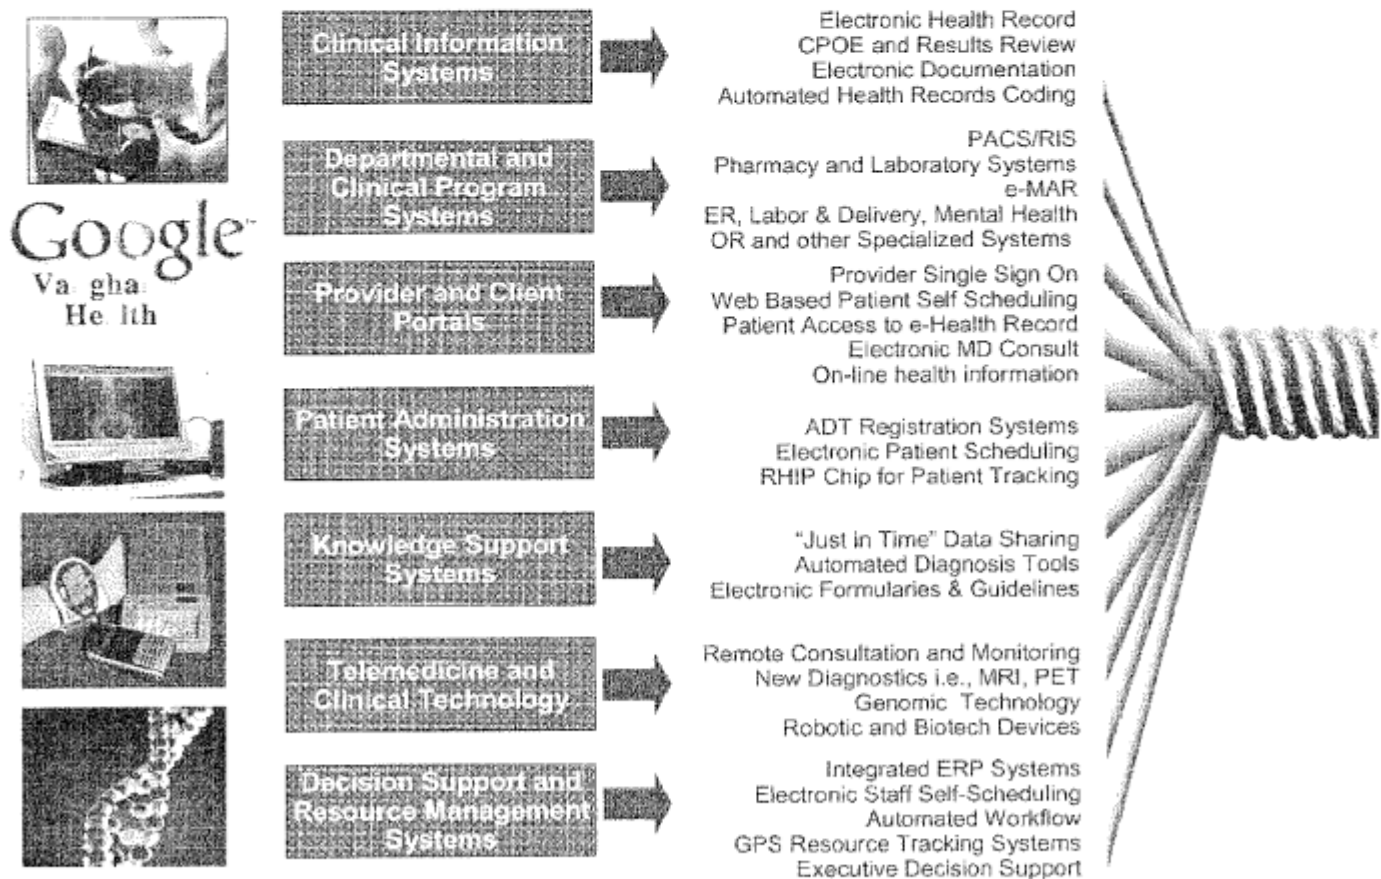 Google™
Va gha
He lth
Clinical Information
Systems
Electronic Health Record
CPOE and Results Review
Electronic Documentation
Automated Health Records Coding
Departmental and
Clinical Program
Systems
PACS/RIS
Pharmacy and Laboratory Systems
e-MAR
ER, Labor & Delivery, Mental Health
OR and other Specialized Systems
Provider and Client
Portals
Provider Single Sign On
Web Based Patient Self Scheduling
Patient Access to e-Health Record
Electronic MD Consult
On-line health information
Patient Administration
Systems
ADT Registration Systems
Electronic Patient Scheduling
RHIP Chip for Patient Tracking
Knowledge Support
Systems
"Just in Time" Data Sharing
Automated Diagnosis Tools
Electronic Formularies & Guidelines
Telemedicine and
Clinical Technology
Remote Consultation and Monitoring
New Diagnostics i.e., MRI, PET
Genomic Technology
Robotic and Biotech Devices
Decision Support and
Resource Management
Systems
Integrated ERP Systems
Electronic Staff Self-Scheduling
Automated Workflow
GPS Resource Tracking Systems
Executive Decision Support